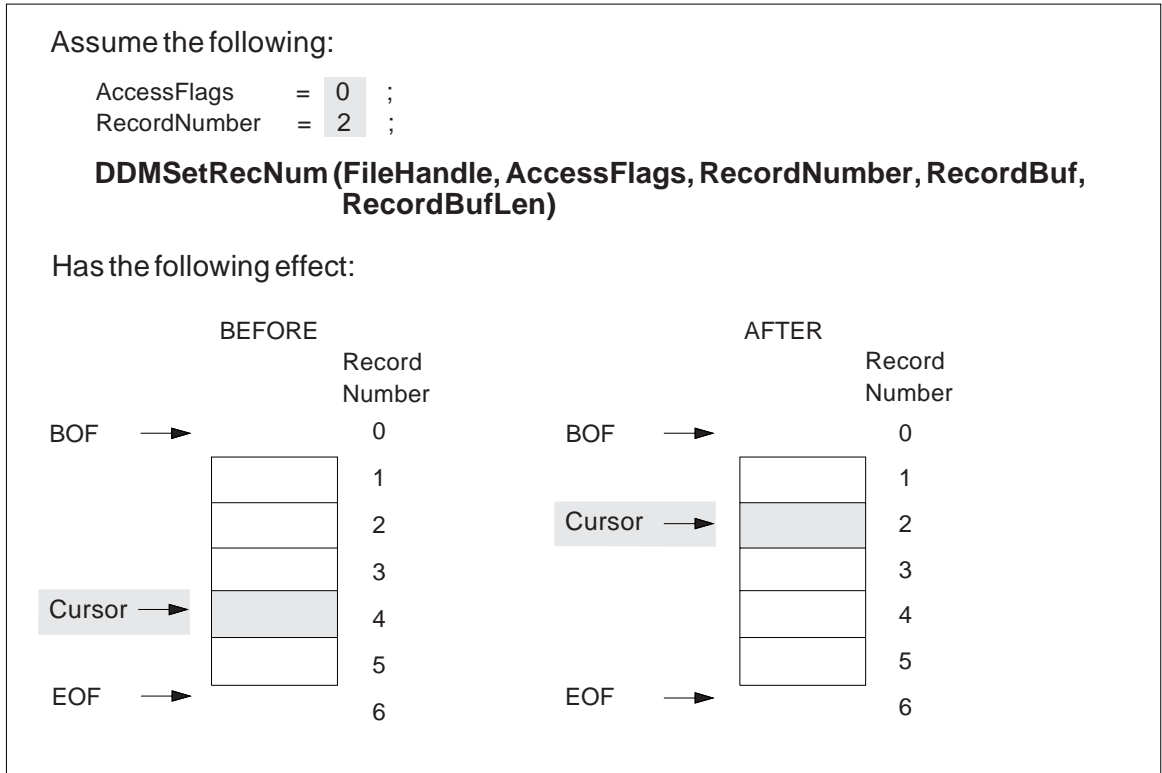 Assume the following:
AccessFlags = 0 ;
RecordNumber = 2 ;
DDMSetRecNum (FileHandle, AccessFlags, RecordNumber, RecordBuf,
RecordBufLen)
Has the following effect:
BEFORE
Record
Number
BOF 0
1
2
3
Cursor 4
5
EOF
6
AFTER
Record
Number
BOF 0
1
Cursor 2
3
4
5
EOF
6